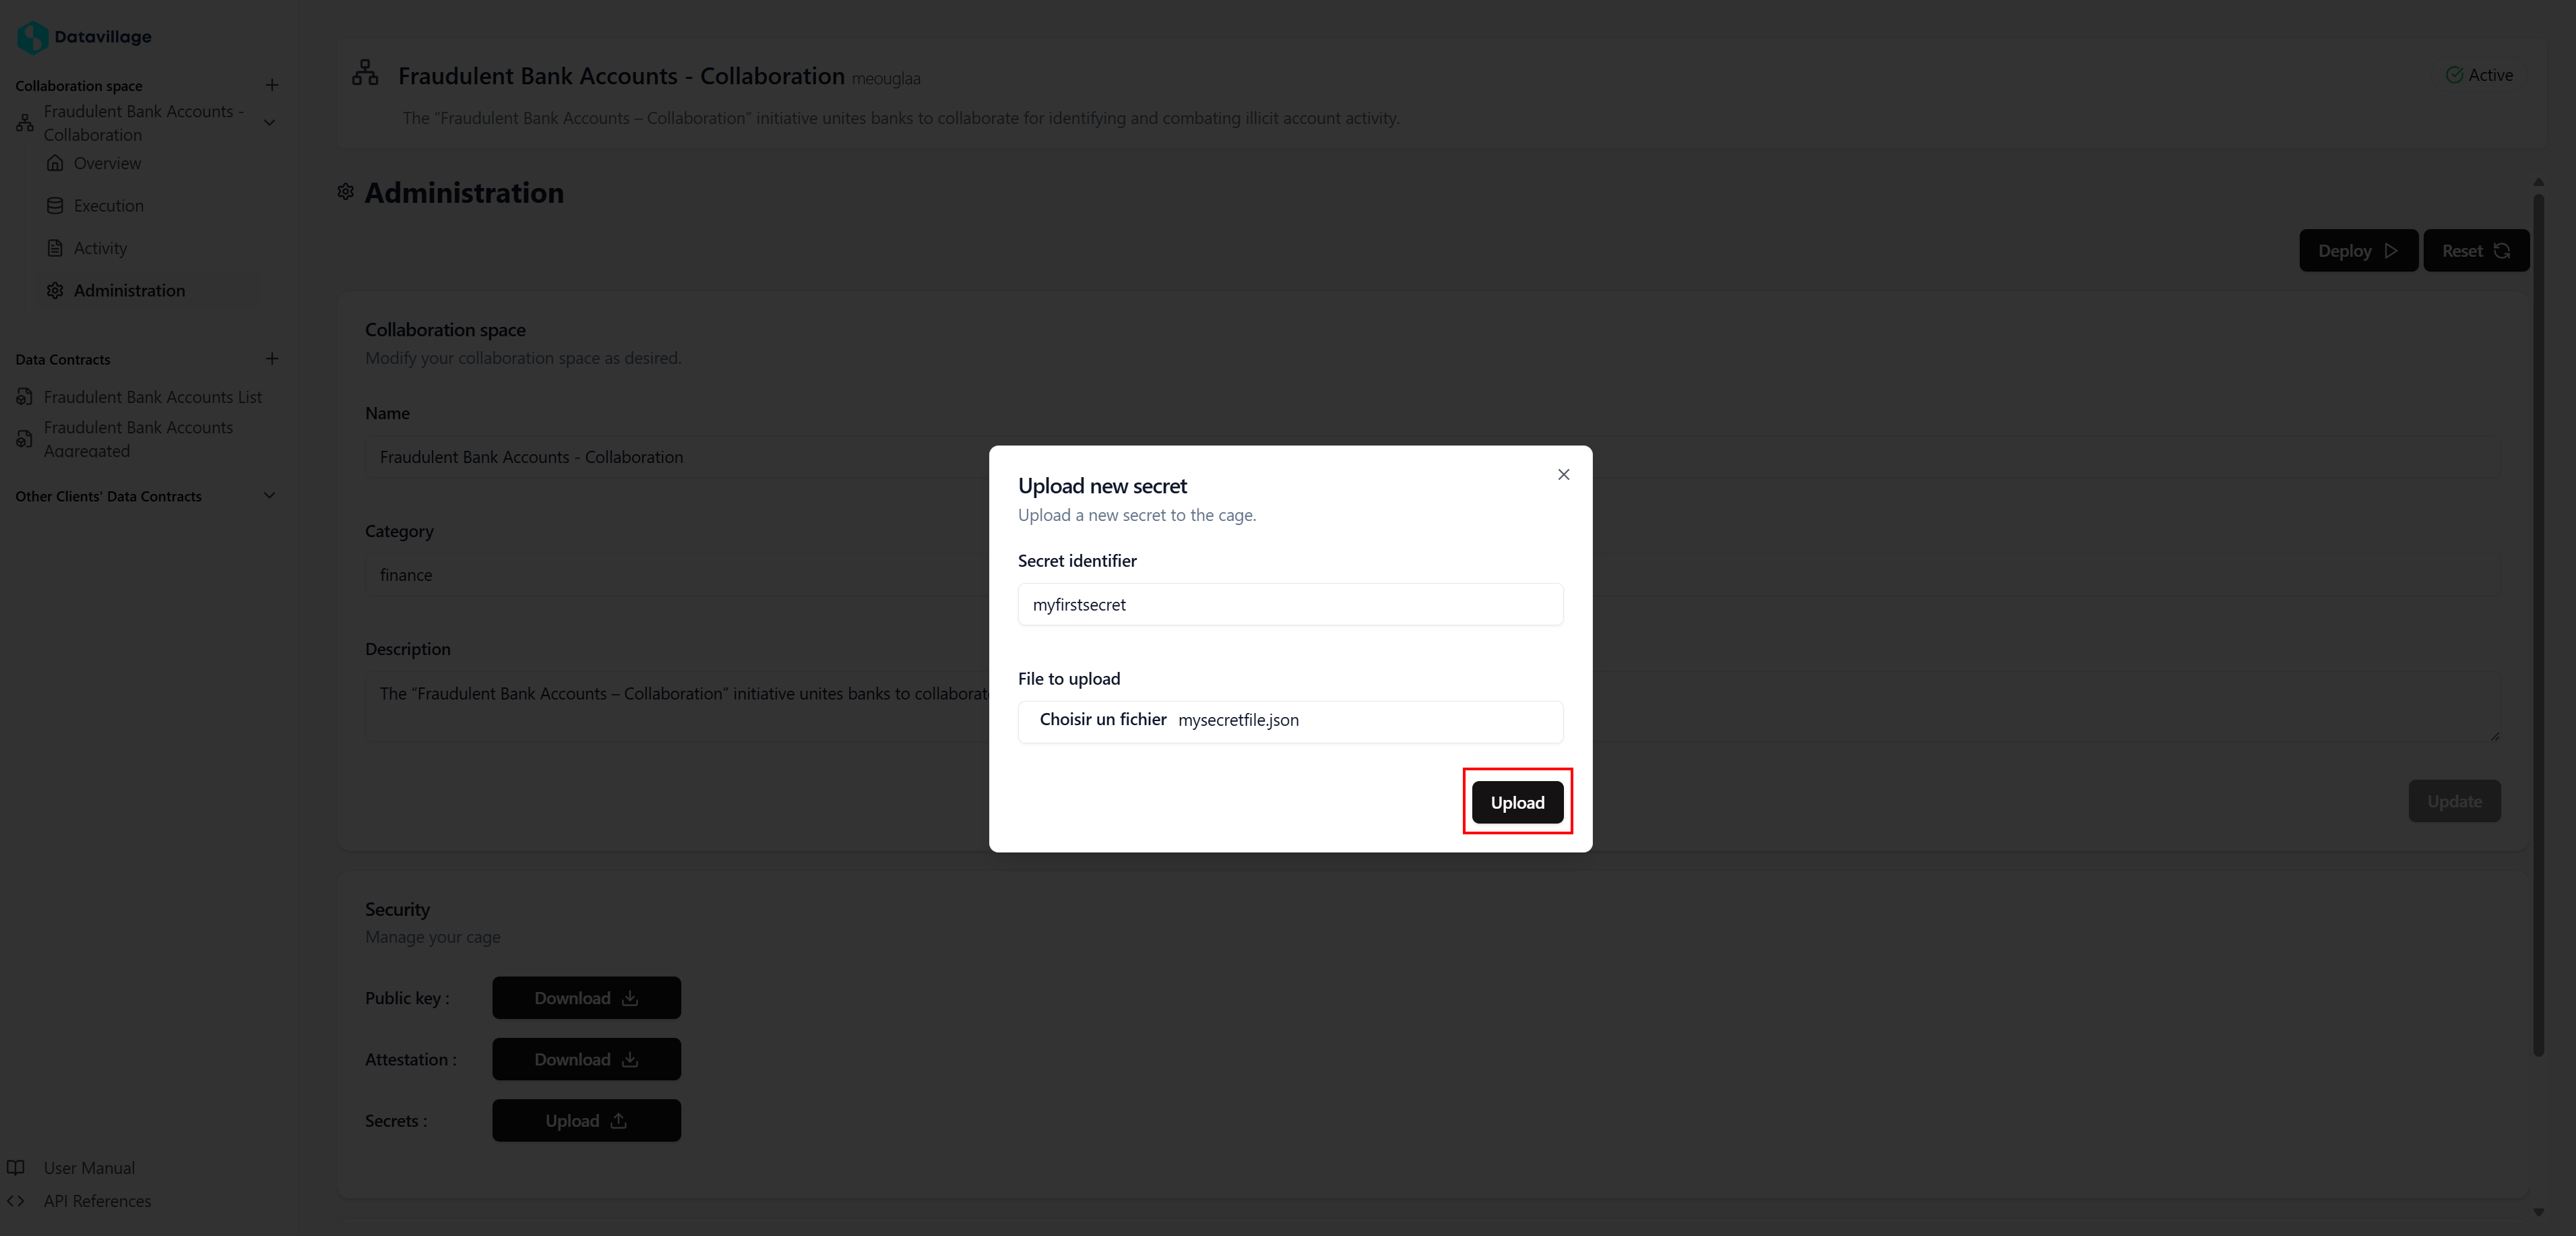 Datavillage
Collaboration space
Fraudulent Bank Accounts -
Collaboration
Overview
Execution
Activity
Administration
Data Contracts
Fraudulent Bank Accounts List
Fraudulent Bank Accounts
Aggregated
Other Clients' Data Contracts
User Manual
API References
Fraudulent Bank Accounts - Collaboration meouglaa
Active
The “Fraudulent Bank Accounts – Collaboration” initiative unites banks to collaborate for identifying and combating illicit account activity.
Administration
Deploy
Reset
Collaboration space
Modify your collaboration space as desired.
Name
Fraudulent Bank Accounts - Collaboration
Category
finance
Description
The “Fraudulent Bank Accounts – Collaboration” initiative unites banks to collaborat
Update
Security
Manage your cage
Public key :
Download
Attestation :
Download
Secrets :
Upload
Upload new secret
Upload a new secret to the cage.
Secret identifier
myfirstsecret
File to upload
Choisir un fichier mysecretfile.json
Upload